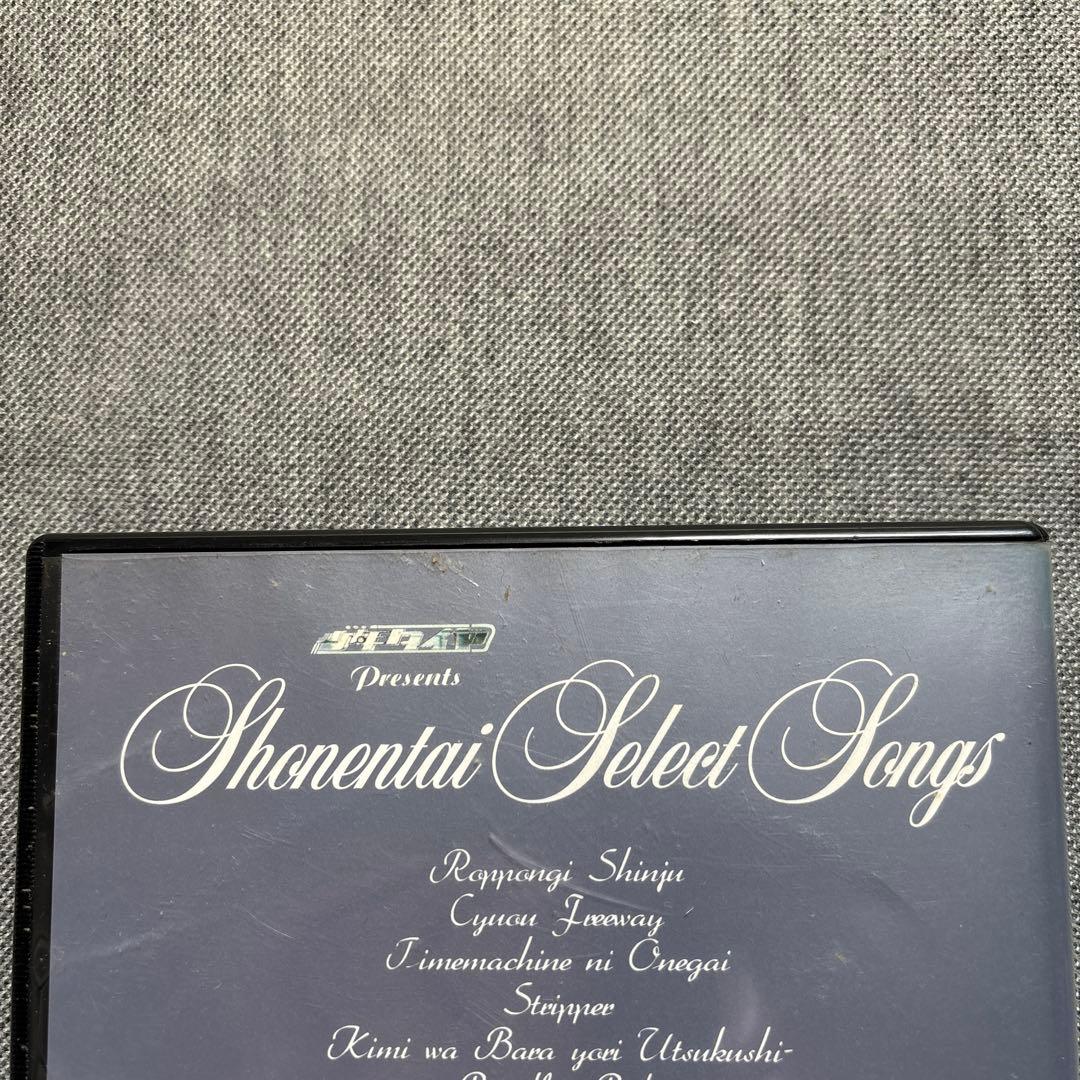 Presents
Shonentai Select Songs
Roppongi Shinju
Cyuou Freeway
Timemachine ni Onegai
Stripper
Kimi wa Bara yori Utsukushi-